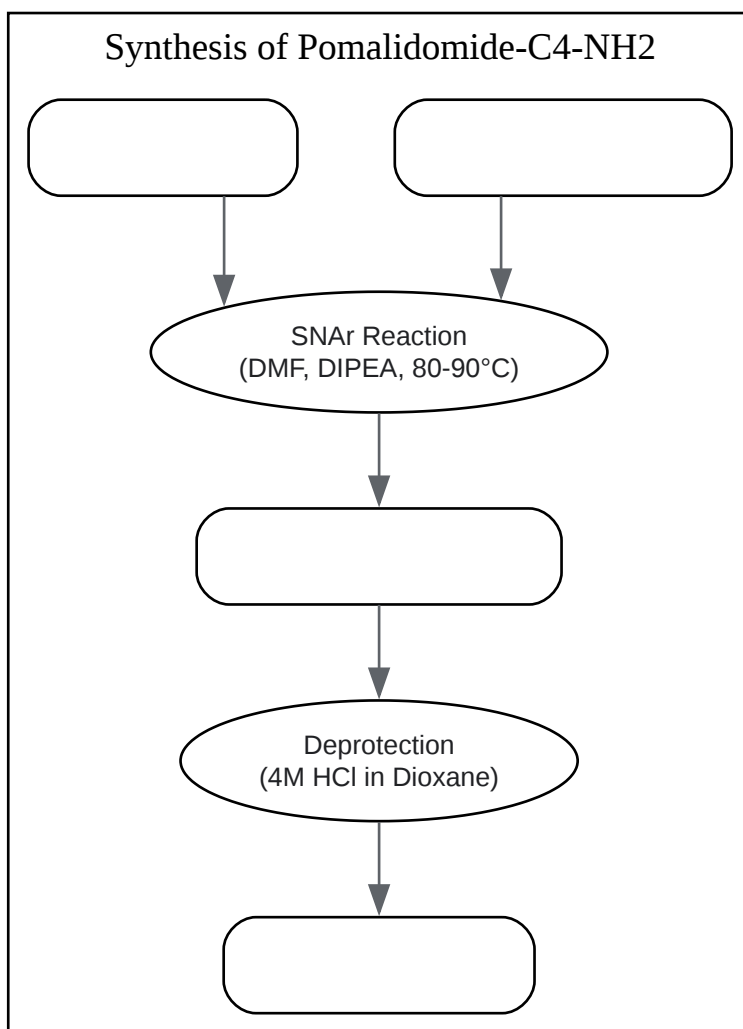 Synthesis of Pomalidomide-C4-NH2
SNAr Reaction
(DMF, DIPEA, 80-90°C)
Deprotection
(4M HCl in Dioxane)